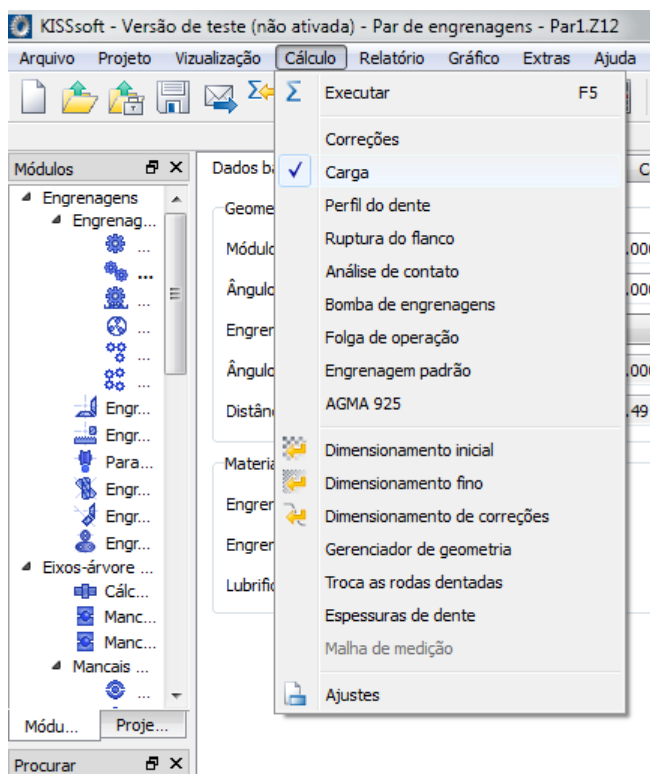 KISSsoft - Versão de teste (não ativada) - Par de engrenagens - Par1.Z12
Arquivo Projeto Vizualização Cálculo Relatório Gráfico Extras Ajuda
Executar F5
Correções
Carga
Perfil do dente
Ruptura do flanco
Análise de contato
Bomba de engrenagens
Folga de operação
Engrenagem padrão
AGMA 925
Dimensionamento inicial
Dimensionamento fino
Dimensionamento de correções
Gerenciador de geometria
Troca as rodas dentadas
Espessuras de dente
Malha de medição
Ajustes
Módulos
Engrenagens
Engrenag...
...
...
...
...
...
...
Engr...
Engr...
Para...
Engr...
Engr...
Engr...
Eixos-árvore ...
Cálc...
Manc...
Manc...
Mancais ...
...
Módu... Proje...
Procurar
Dados b
Geome
Módulo
Ângulo
Engren
Ângulo
Distân
Materia
Engren
Engren
Lubrific
.00
.00
.00
.49